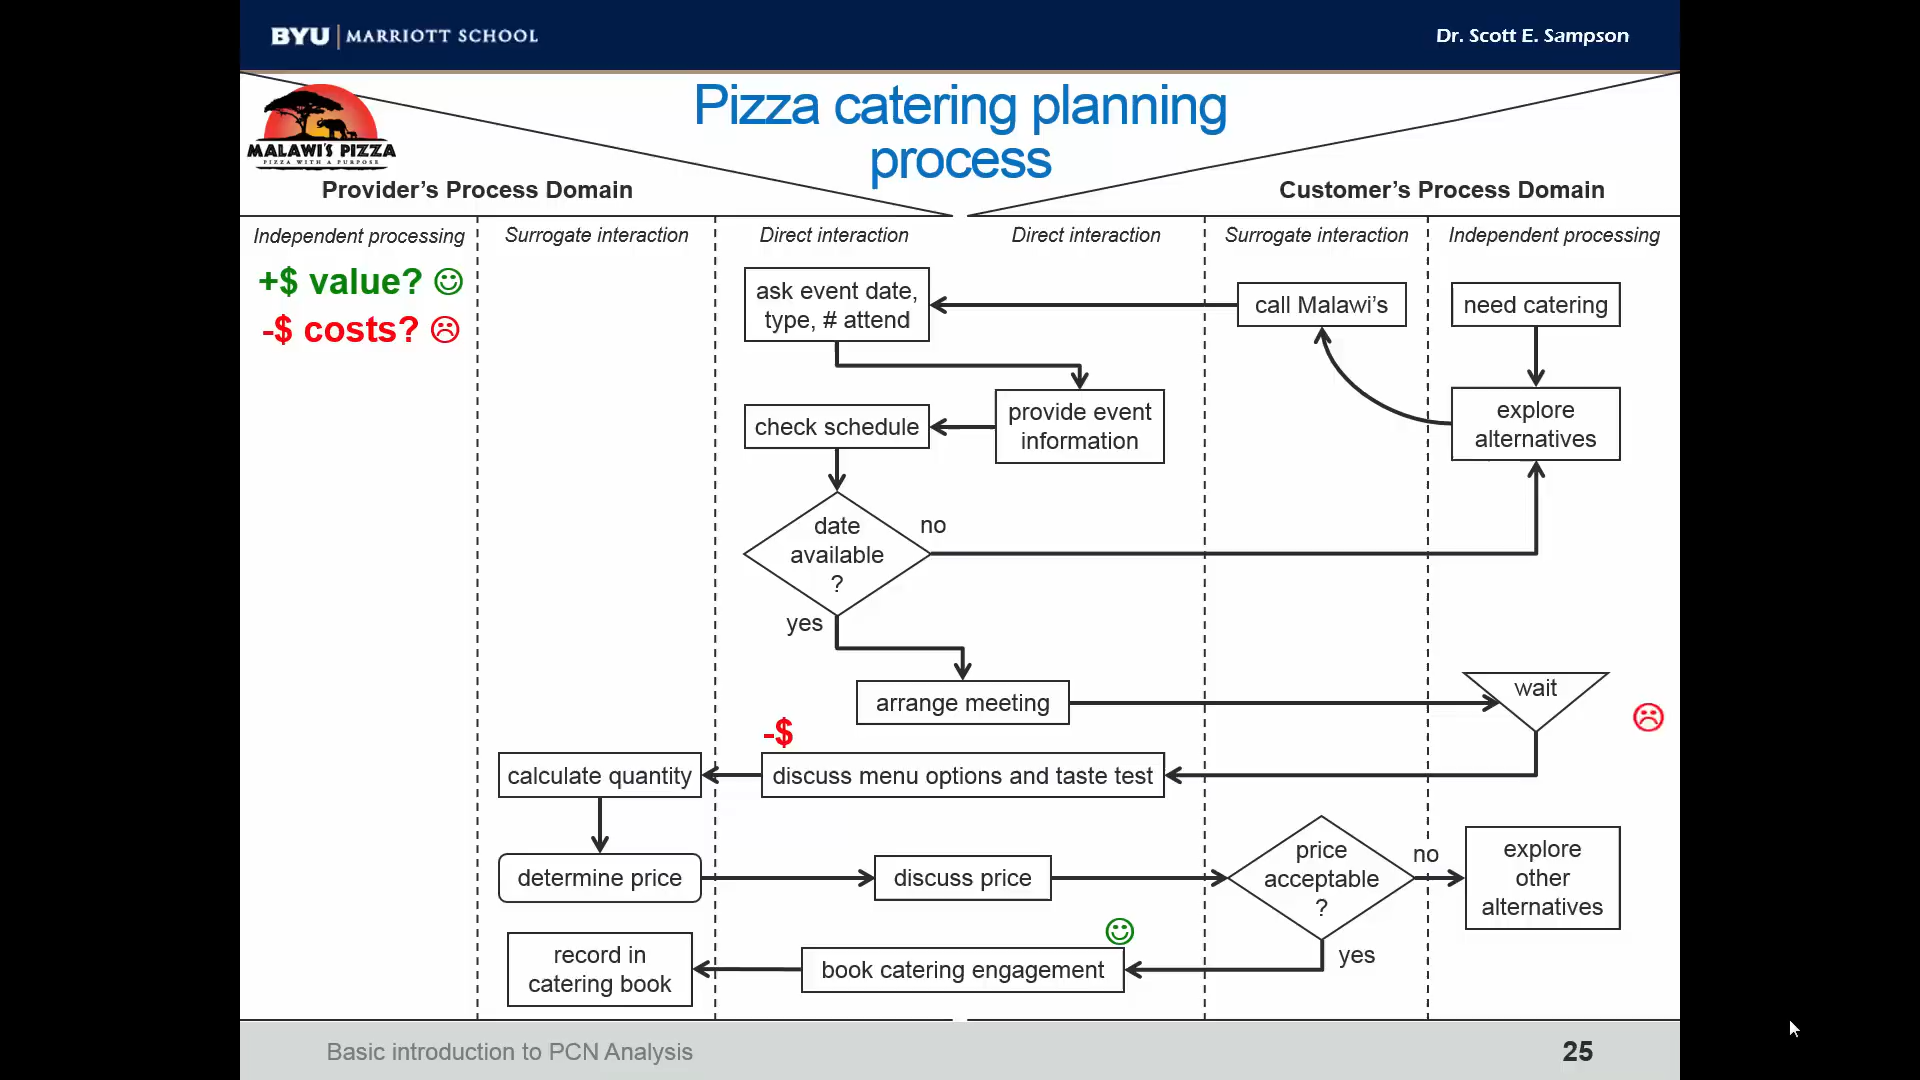 BYU MARRIOTT SCHOOL
Dr. Scott E. Sampson
Pizza catering planning
process
MALAWI'S PIZZA
PIZZA WITH A PURPOSE
Provider's Process Domain
Customer's Process Domain
Independent processing
Surrogate interaction
Direct interaction
Direct interaction
Surrogate interaction
Independent processing
+$ value?
-$ costs?
ask event date,
type, # attend
call Malawi's
need catering
check schedule
provide event
information
explore
alternatives
date
available
?
no
yes
arrange meeting
wait
-$
calculate quantity
discuss menu options and taste test
determine price
discuss price
price
acceptable
?
no
explore
other
alternatives
yes
record in
catering book
book catering engagement
Basic introduction to PCN Analysis
25